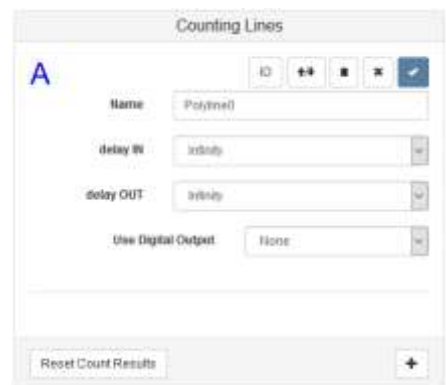 Counting Lines
A
ID
Name Polyline0
delay IN Infinity
delay OUT Infinity
Use Digital Output None
Reset Count Results